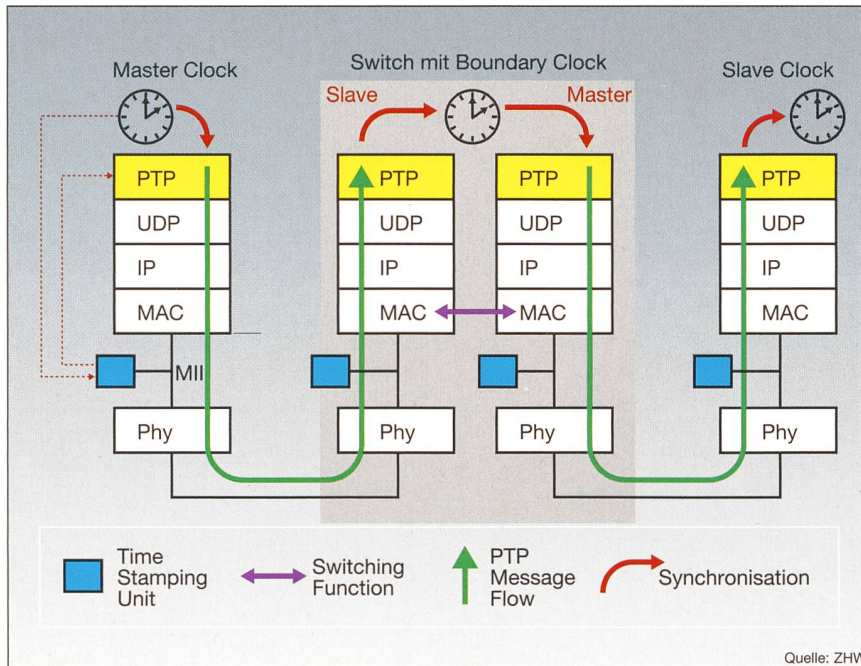 Master Clock
Switch mit Boundary Clock
Slave Clock
Slave
Master
PTP
PTP
PTP
PTP
UDP
UDP
UDP
UDP
IP
IP
IP
IP
MAC
MAC
MAC
MAC
MII
Phy
Phy
Phy
Phy
Time
Stamping
Unit
Switching
Function
PTP
Message
Flow
Synchronisation
Quelle: ZHW